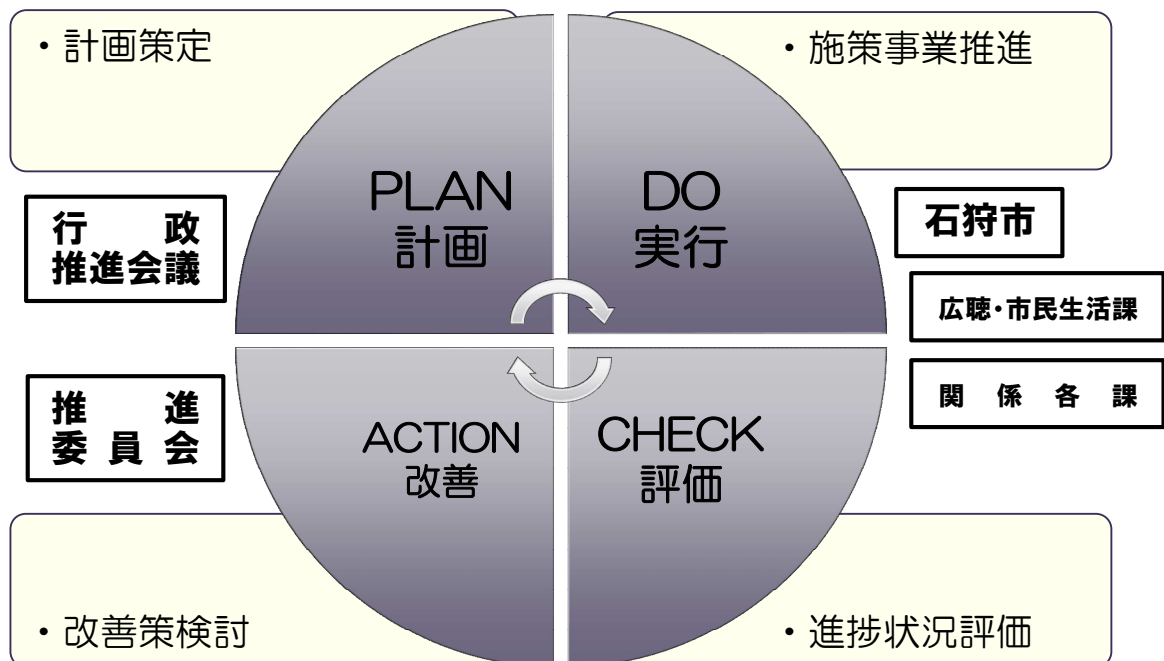 ・計画策定
・施策事業推進
PLAN
計画
DO
実行
行　政
推進会議
石狩市
広聴・市民生活課
関 係 各 課
推　進
委 員 会
ACTION
改善
CHECK
評価
・改善策検討
・進捗状況評価